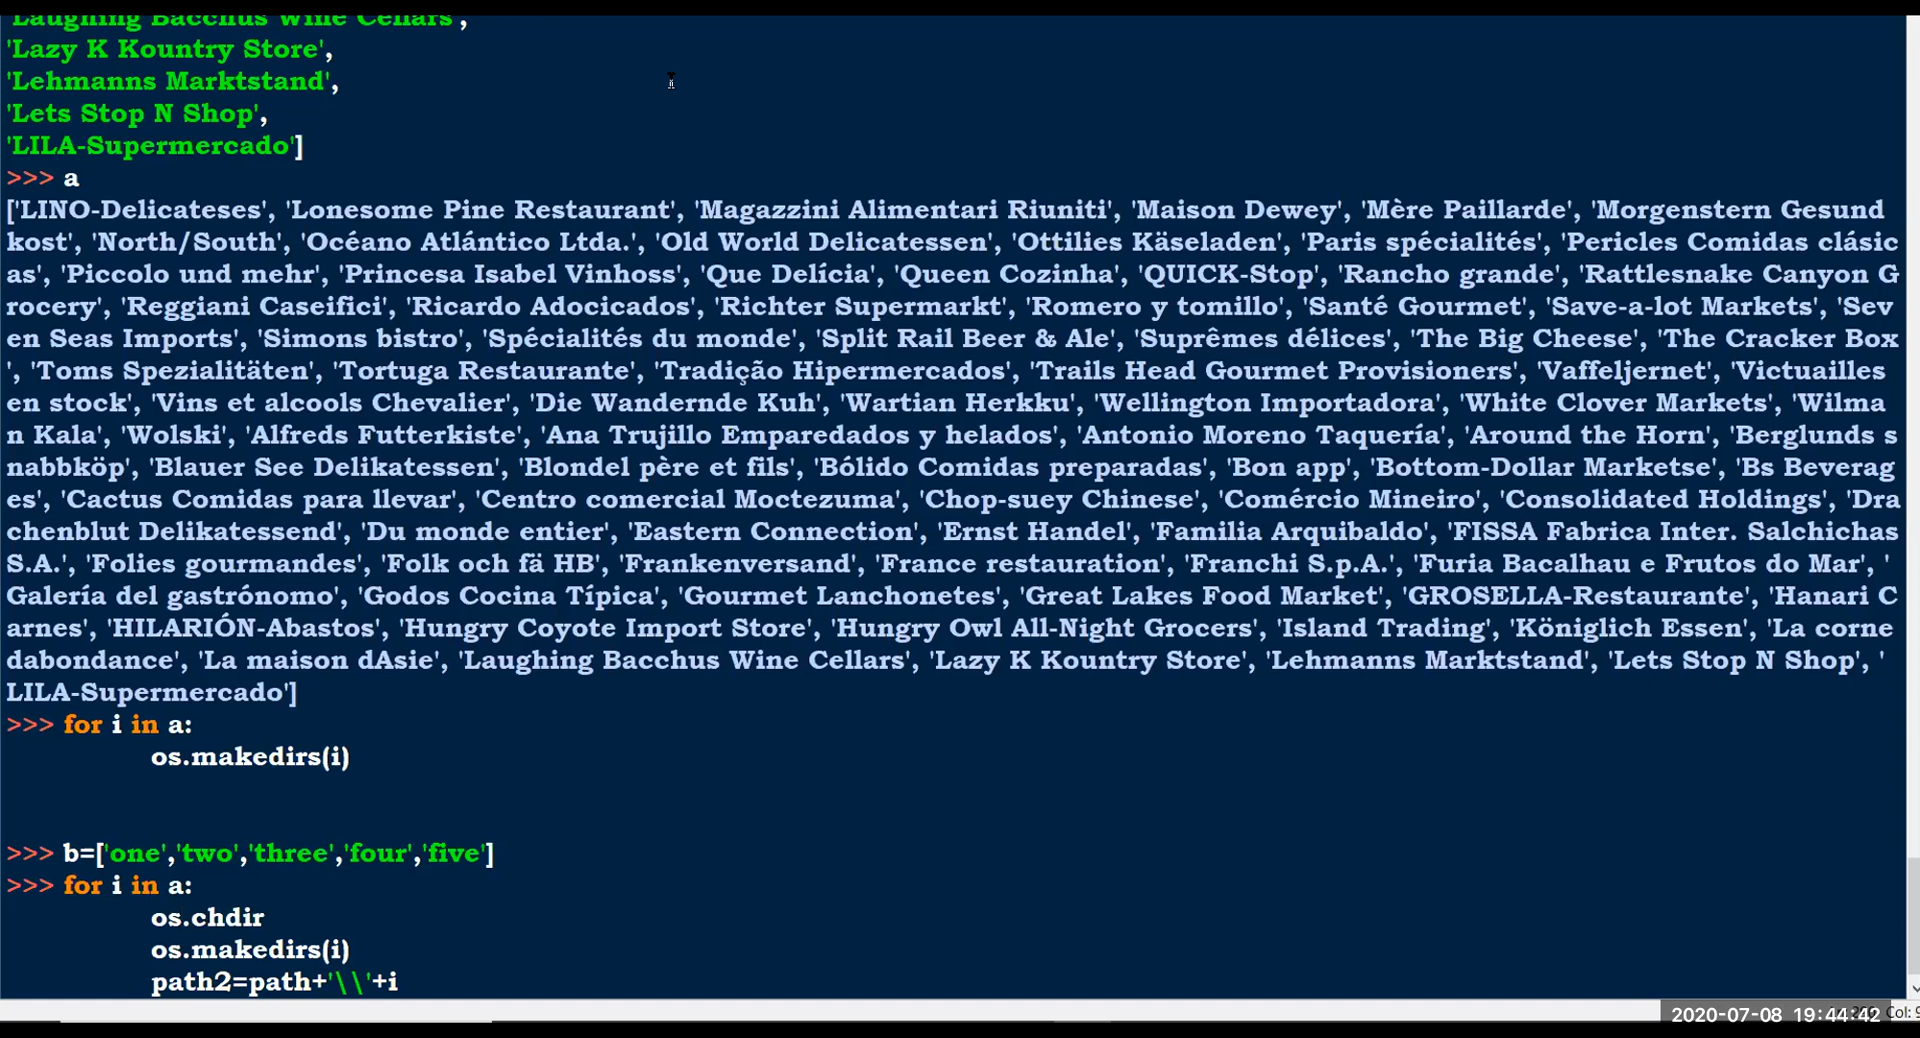 'Laughing Bacchus Wine Cellars',
'Lazy K Kountry Store',
'Lehmanns Marktstand',
'Lets Stop N Shop',
'LILA-Supermercado']
>>> a
['LINO-Delicateses', 'Lonesome Pine Restaurant', 'Magazzini Alimentari Riuniti', 'Maison Dewey', 'Mère Paillarde', 'Morgenstern Gesund
kost', 'North/South', 'Océano Atlántico Ltda.', 'Old World Delicatessen', 'Ottilies Käseladen', 'Paris spécialités', 'Pericles Comidas clásic
as', 'Piccolo und mehr', 'Princesa Isabel Vinhoss', 'Que Delícia', 'Queen Cozinha', 'QUICK-Stop', 'Rancho grande', 'Rattlesnake Canyon G
rocery', 'Reggiani Caseifici', 'Ricardo Adocicados', 'Richter Supermarkt', 'Romero y tomillo', 'Santé Gourmet', 'Save-a-lot Markets', 'Sev
en Seas Imports', 'Simons bistro', 'Spécialités du monde', 'Split Rail Beer & Ale', 'Suprêmes délices', 'The Big Cheese', 'The Cracker Box
', 'Toms Spezialitäten', 'Tortuga Restaurante', 'Tradição Hipermercados', 'Trails Head Gourmet Provisioners', 'Vaffeljernet', 'Victuailles
en stock', 'Vins et alcools Chevalier', 'Die Wandernde Kuh', 'Wartian Herkku', 'Wellington Importadora', 'White Clover Markets', 'Wilma
n Kala', 'Wolski', 'Alfreds Futterkiste', 'Ana Trujillo Emparedados y helados', 'Antonio Moreno Taquería', 'Around the Horn', 'Berglunds s
nabbköp', 'Blauer See Delikatessen', 'Blondel père et fils', 'Bólido Comidas preparadas', 'Bon app', 'Bottom-Dollar Marketse', 'Bs Beverag
es', 'Cactus Comidas para llevar', 'Centro comercial Moctezuma', 'Chop-suey Chinese', 'Comércio Mineiro', 'Consolidated Holdings', 'Dra
chenblut Delikatessend', 'Du monde entier', 'Eastern Connection', 'Ernst Handel', 'Familia Arquibaldo', 'FISSA Fabrica Inter. Salchichas
S.A.', 'Folies gourmandes', 'Folk och fä HB', 'Frankenversand', 'France restauration', 'Franchi S.p.A.', 'Furia Bacalhau e Frutos do Mar', '
Galería del gastrónomo', 'Godos Cocina Típica', 'Gourmet Lanchonetes', 'Great Lakes Food Market', 'GROSELLA-Restaurante', 'Hanari C
arnes', 'HILARIÓN-Abastos', 'Hungry Coyote Import Store', 'Hungry Owl All-Night Grocers', 'Island Trading', 'Königlich Essen', 'La corne
dabondance', 'La maison dAsie', 'Laughing Bacchus Wine Cellars', 'Lazy K Kountry Store', 'Lehmanns Marktstand', 'Lets Stop N Shop', '
LILA-Supermercado']
>>> for i in a:
os.makedirs(i)
>>> b=['one','two','three','four','five']
>>> for i in a:
os.chdir
os.makedirs(i)
path2=path+'\\'+i
2020-07-08 19:44:42 Col: 9